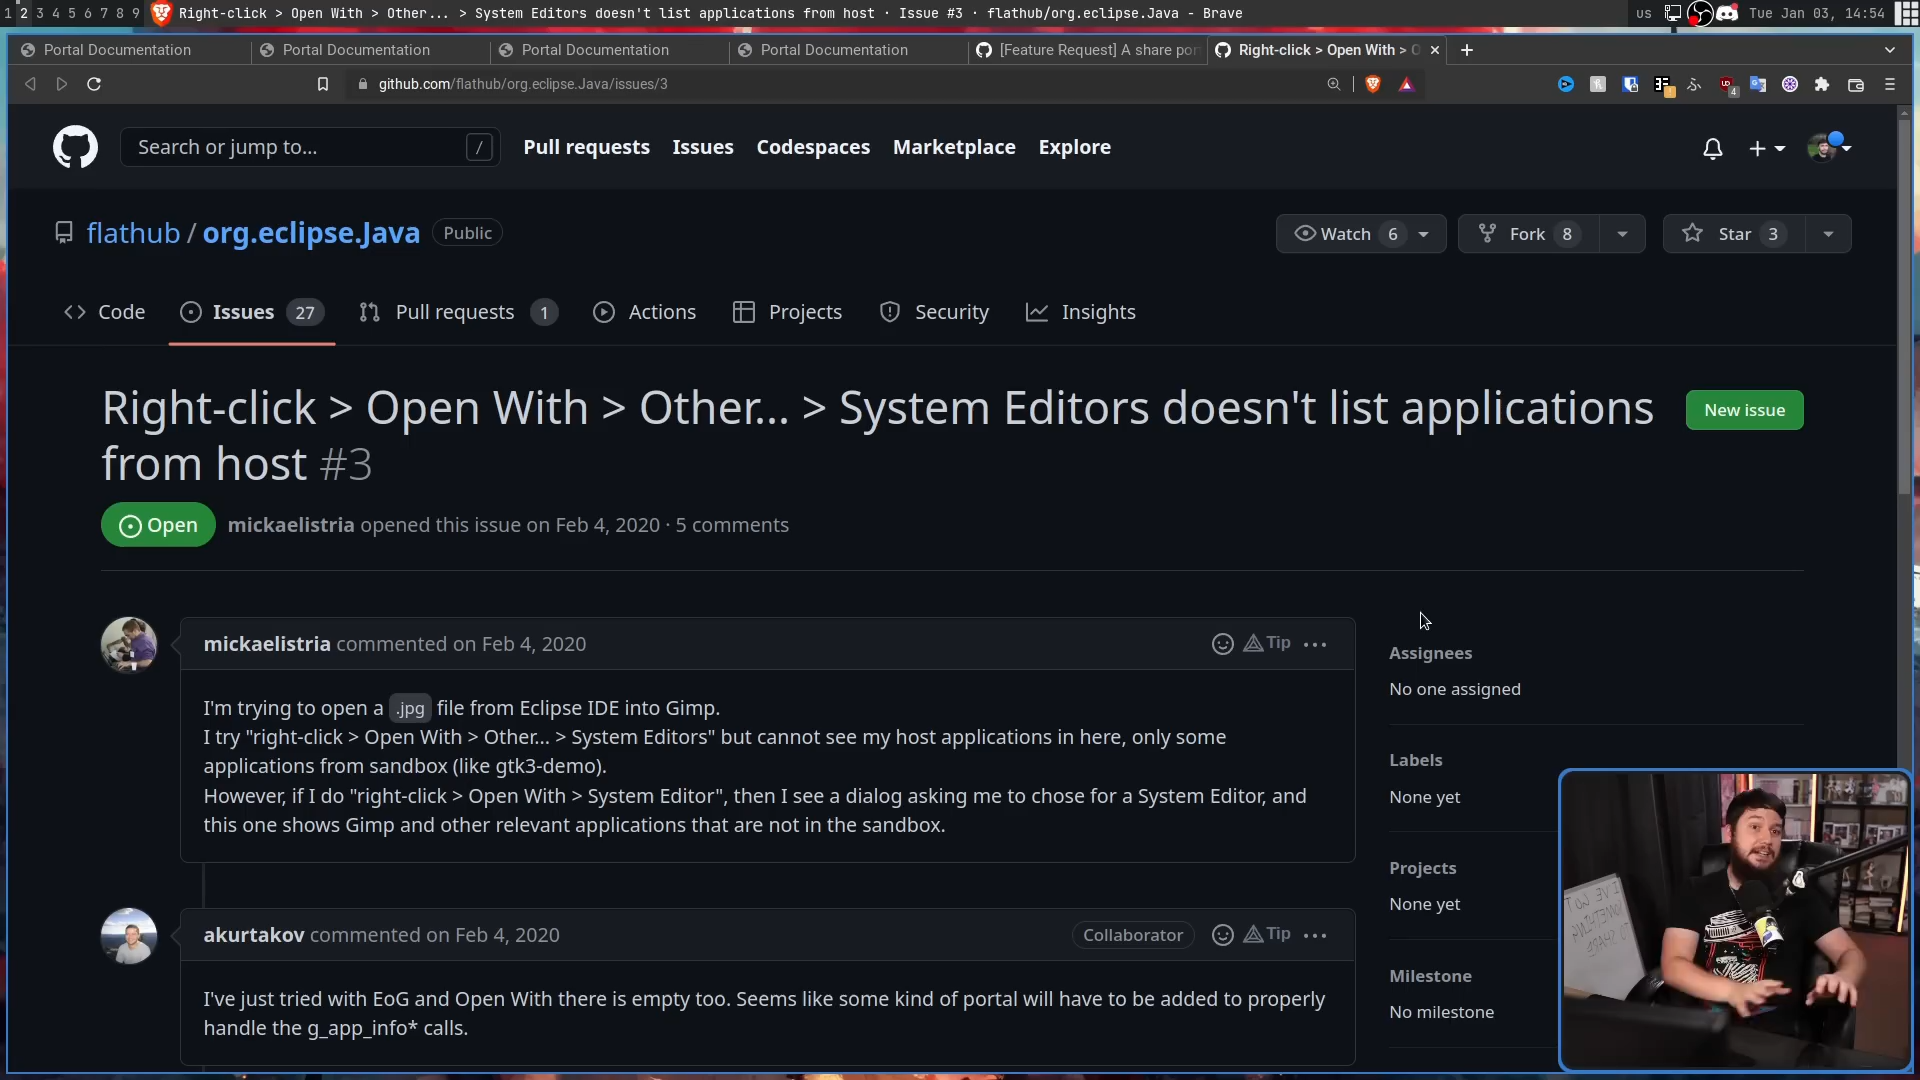 1 2 3 4 5 6 7 8 9 Right-click > Open With > Other... > System Editors doesn't list applications from host · Issue #3 · flathub/org.eclipse.Java - Brave us Tue Jan 03, 14:54
Portal Documentation Portal Documentation Portal Documentation Portal Documentation [Feature Request] A share por Right-click > Open With > O
github.com/flathub/org.eclipse.Java/issues/3
Search or jump to... / Pull requests Issues Codespaces Marketplace Explore
flathub / org.eclipse.Java Public Watch 6 Fork 8 Star 3
Code Issues 27 Pull requests 1 Actions Projects Security Insights
Right-click > Open With > Other... > System Editors doesn't list applications
from host #3
New issue
Open mickaelistria opened this issue on Feb 4, 2020 · 5 comments
mickaelistria commented on Feb 4, 2020 Tip ...
I'm trying to open a .jpg file from Eclipse IDE into Gimp.
I try "right-click > Open With > Other... > System Editors" but cannot see my host applications in here, only some
applications from sandbox (like gtk3-demo).
However, if I do "right-click > Open With > System Editor", then I see a dialog asking me to chose for a System Editor, and
this one shows Gimp and other relevant applications that are not in the sandbox.
akurtakov commented on Feb 4, 2020 Collaborator Tip ...
I've just tried with EoG and Open With there is empty too. Seems like some kind of portal will have to be added to properly
handle the g_app_info* calls.
Assignees
No one assigned
Labels
None yet
Projects
None yet
Milestone
No milestone